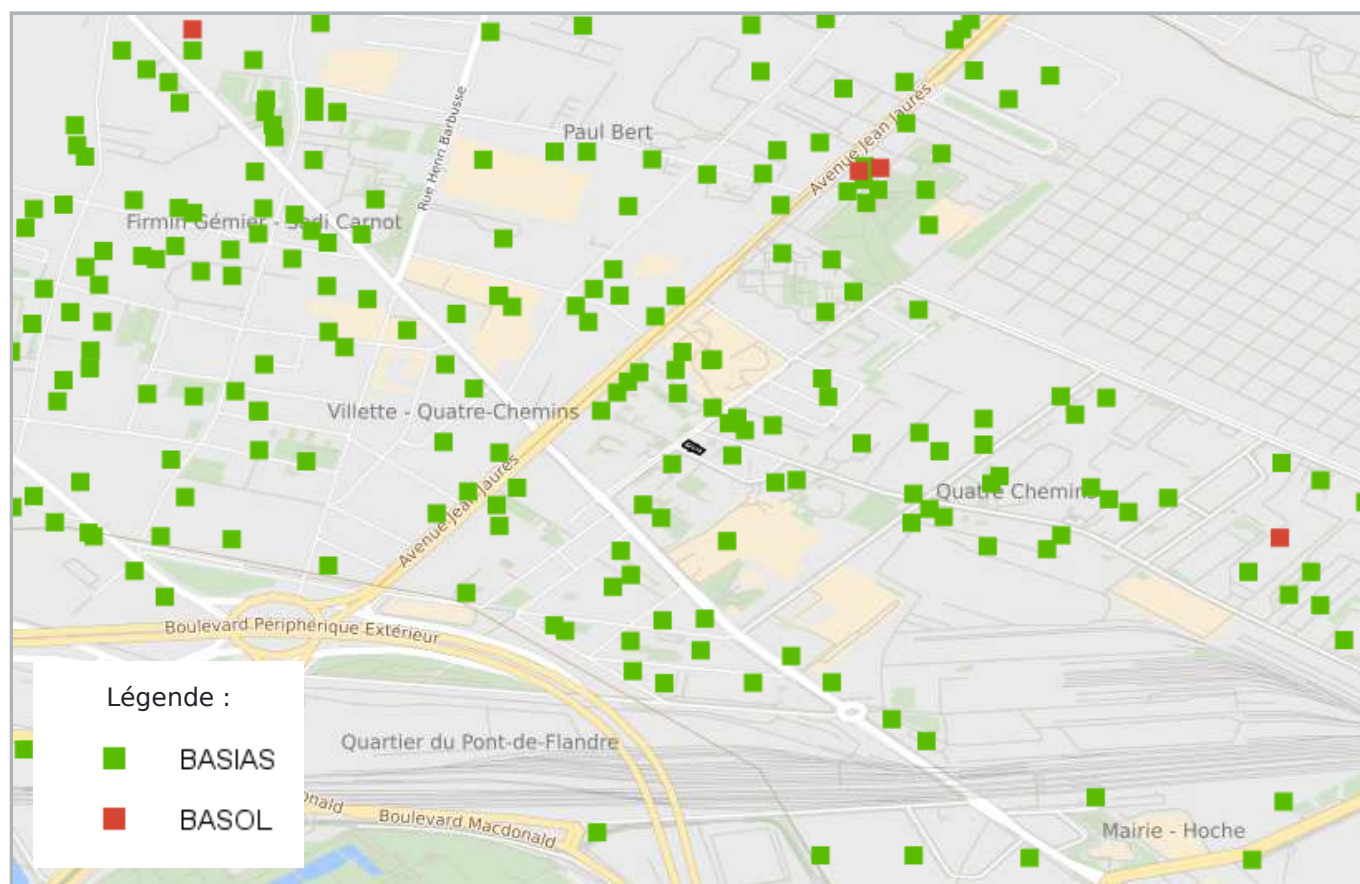 Rue Henri Barbusse
Paul Bert
Avenue Jean Jaurès
Firmin Gémier - Sadi Carnot
Villette - Quatre-Chemins
Quatre Chemins
Avenue Jean Jaurès
Boulevard Périphérique Extérieur
Légende :
BASIAS
BASOL
Quartier du Pont-de-Flandre
onald
Boulevard Macdonald
Mairie - Hoche